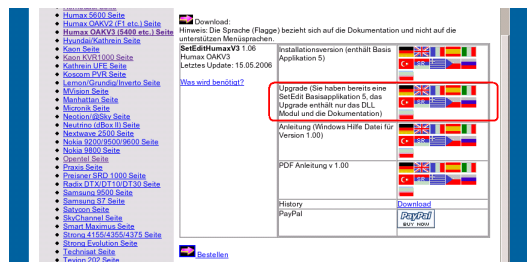 Humax 5600 Seite
Humax OAKV2 (F1 etc.) Seite
Humax OAKV3 (5400 etc.) Seite
Hyundai/Kathrein Seite
Kaon Seite
Kaon KVR1000 Seite
Kathrein UFE Seite
Koscom PVR Seite
Lemon/Grundig/Inverto Seite
MVision Seite
Manhattan Seite
Micronik Seite
Neotion/@Sky Seite
Neutrino (dBox II) Seite
Nextwave 2500 Seite
Nokia 9200/9500/9600 Seite
Nokia 9800 Seite
Opentel Seite
Praxis Seite
Preisner SRD 1000 Seite
Radix DTX/DT10/DT30 Seite
Samsung 9500 Seite
Samsung S7 Seite
Satycon Seite
SkyChannel Seite
Smart Maximus Seite
Strong 4155/4355/4375 Seite
Strong Evolution Seite
Technisat Seite
Tevion 202 Seite
Download:
Hinweis: Die Sprache (Flagge) bezieht sich auf die Dokumentation und nicht auf die
unterstützten Menüsprachen.
SetEditHumaxV3 1.06
Humax OAKV3
Letztes Update: 15.05.2006
Was wird benötigt?
Installationsversion (enthält Basis
Applikation 5)
SR
Upgrade (Sie haben bereits eine
SetEdit Basisapplikation 5, das
Upgrade enthält nur das DLL
Modul und die Dokumentation)
SR
Anleitung (Windows Hilfe Datei für
Version 1.00)
SR
PDF Anleitung v 1.00
SR
History
Download
PayPal
PayPal
BUY NOW
Bestellen